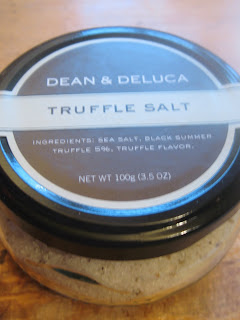 DEAN & DELUCA
TRUFFLE SALT
INGREDIENTS: SEA SALT, BLACK SUMMER
TRUFFLE 5%, TRUFFLE FLAVOR.
NET WT 100g (3.5 OZ)